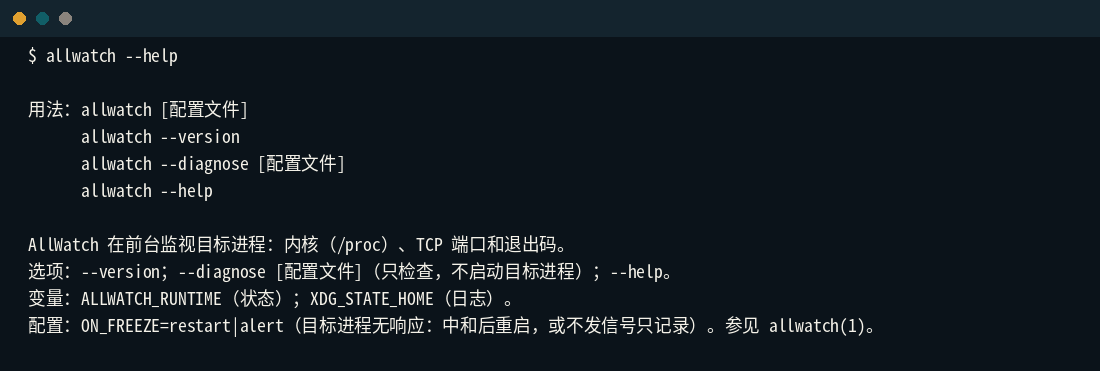 $ allwatch --help
用法：allwatch [配置文件]
allwatch --version
allwatch --diagnose [配置文件]
allwatch --help
AllWatch 在前台监视目标进程：内核（/proc）、TCP 端口和退出码。
选项：--version；--diagnose [配置文件]（只检查，不启动目标进程）；--help。
变量：ALLWATCH_RUNTIME（状态）；XDG_STATE_HOME（日志）。
配置：ON_FREEZE=restart|alert（目标进程无响应：中和后重启，或不发信号只记录）。参见 allwatch(1)。